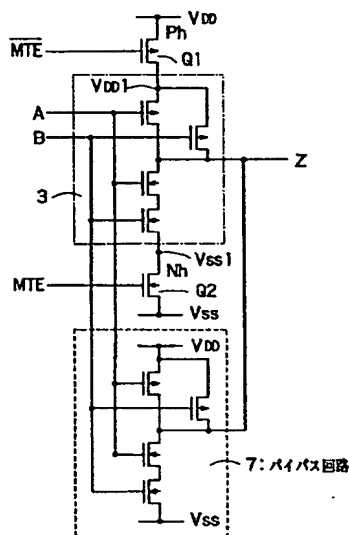 VDD
Ph
MTE
Q1
VDD1
A
B
Z
3
VSS1
Nh
MTE
Q2
VSS
VDD
7: バイパス回路
VSS